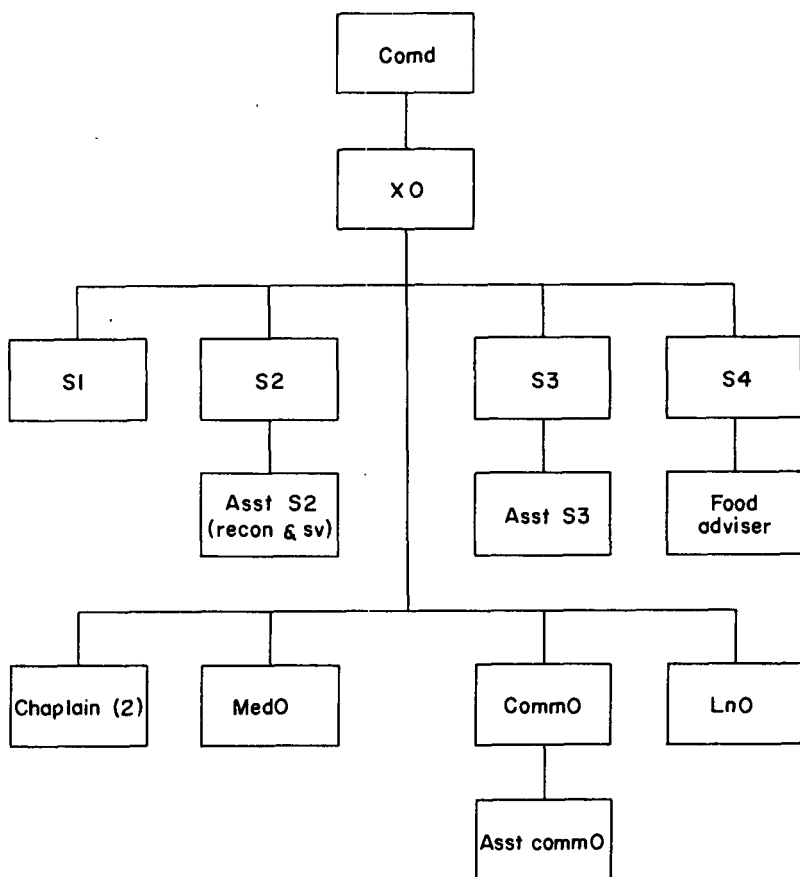 Comd
XO
S1
S2
S3
S4
Asst S2
(recon & sv)
Asst S3
Food
adviser
Chaplain (2)
MedO
CommO
LnO
Asst commO